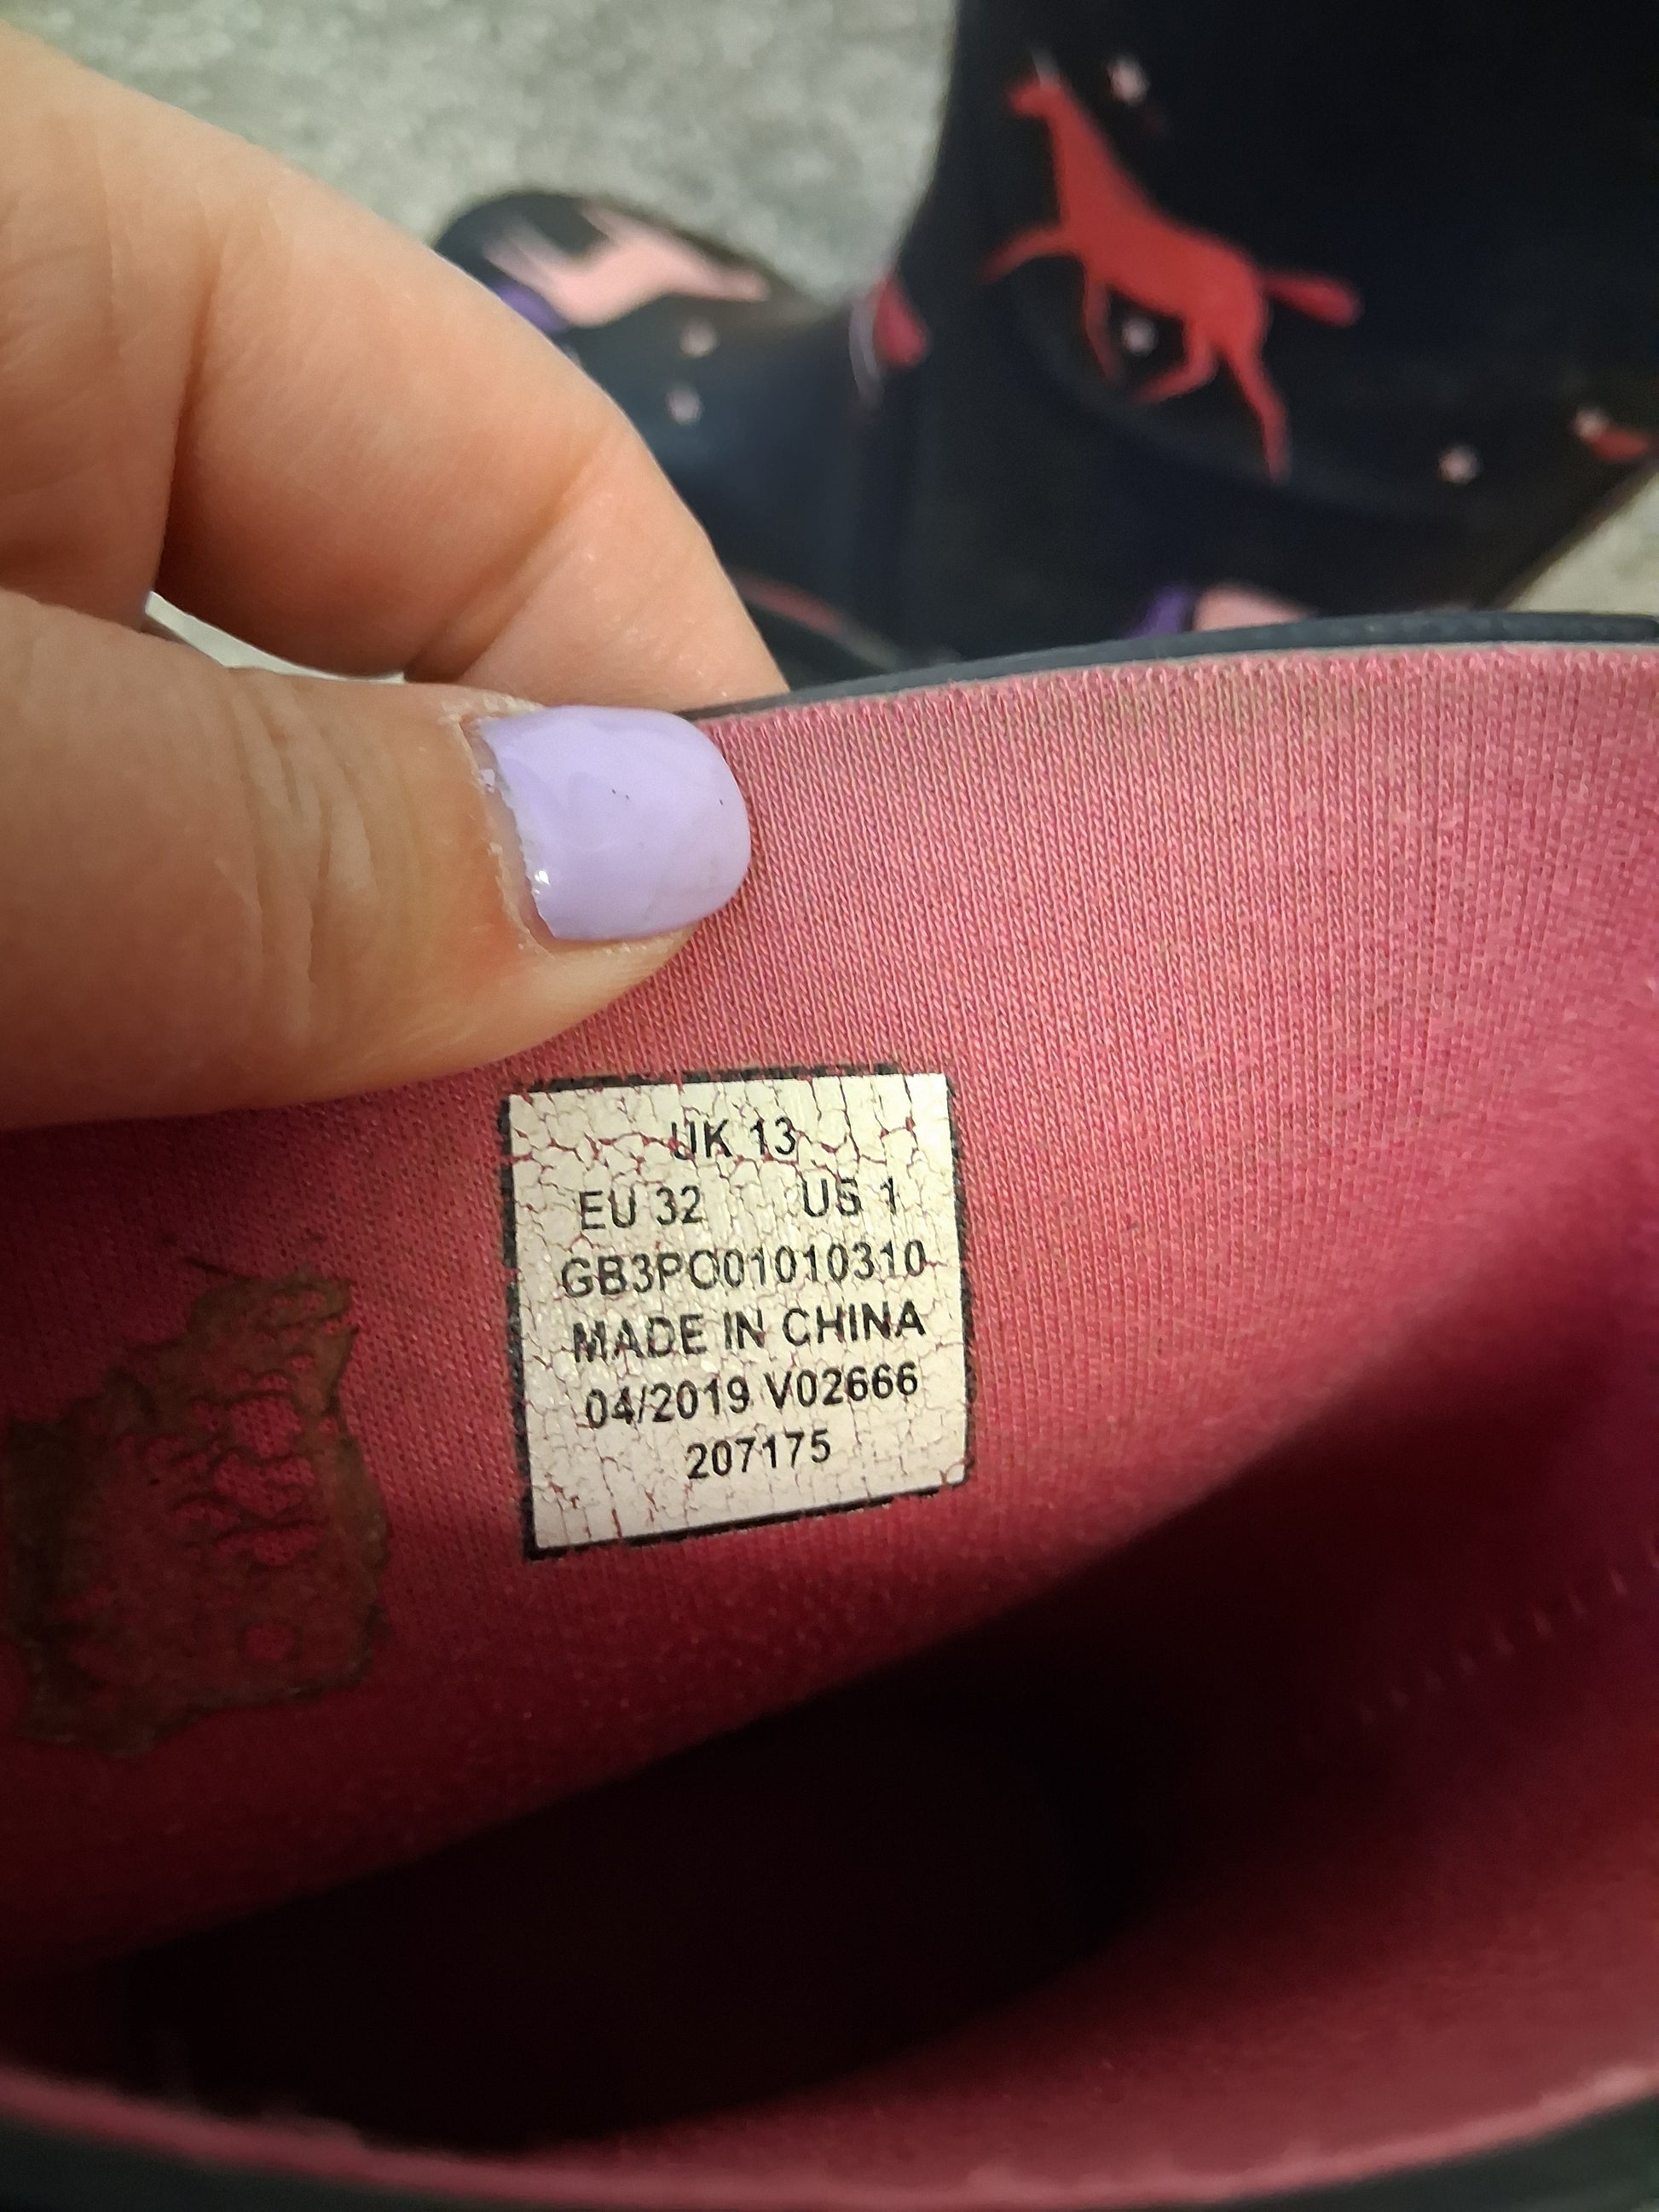 UK 13
EU 32 US 1
GB3PO01010310
MADE IN CHINA
04/2019 V02666
207175